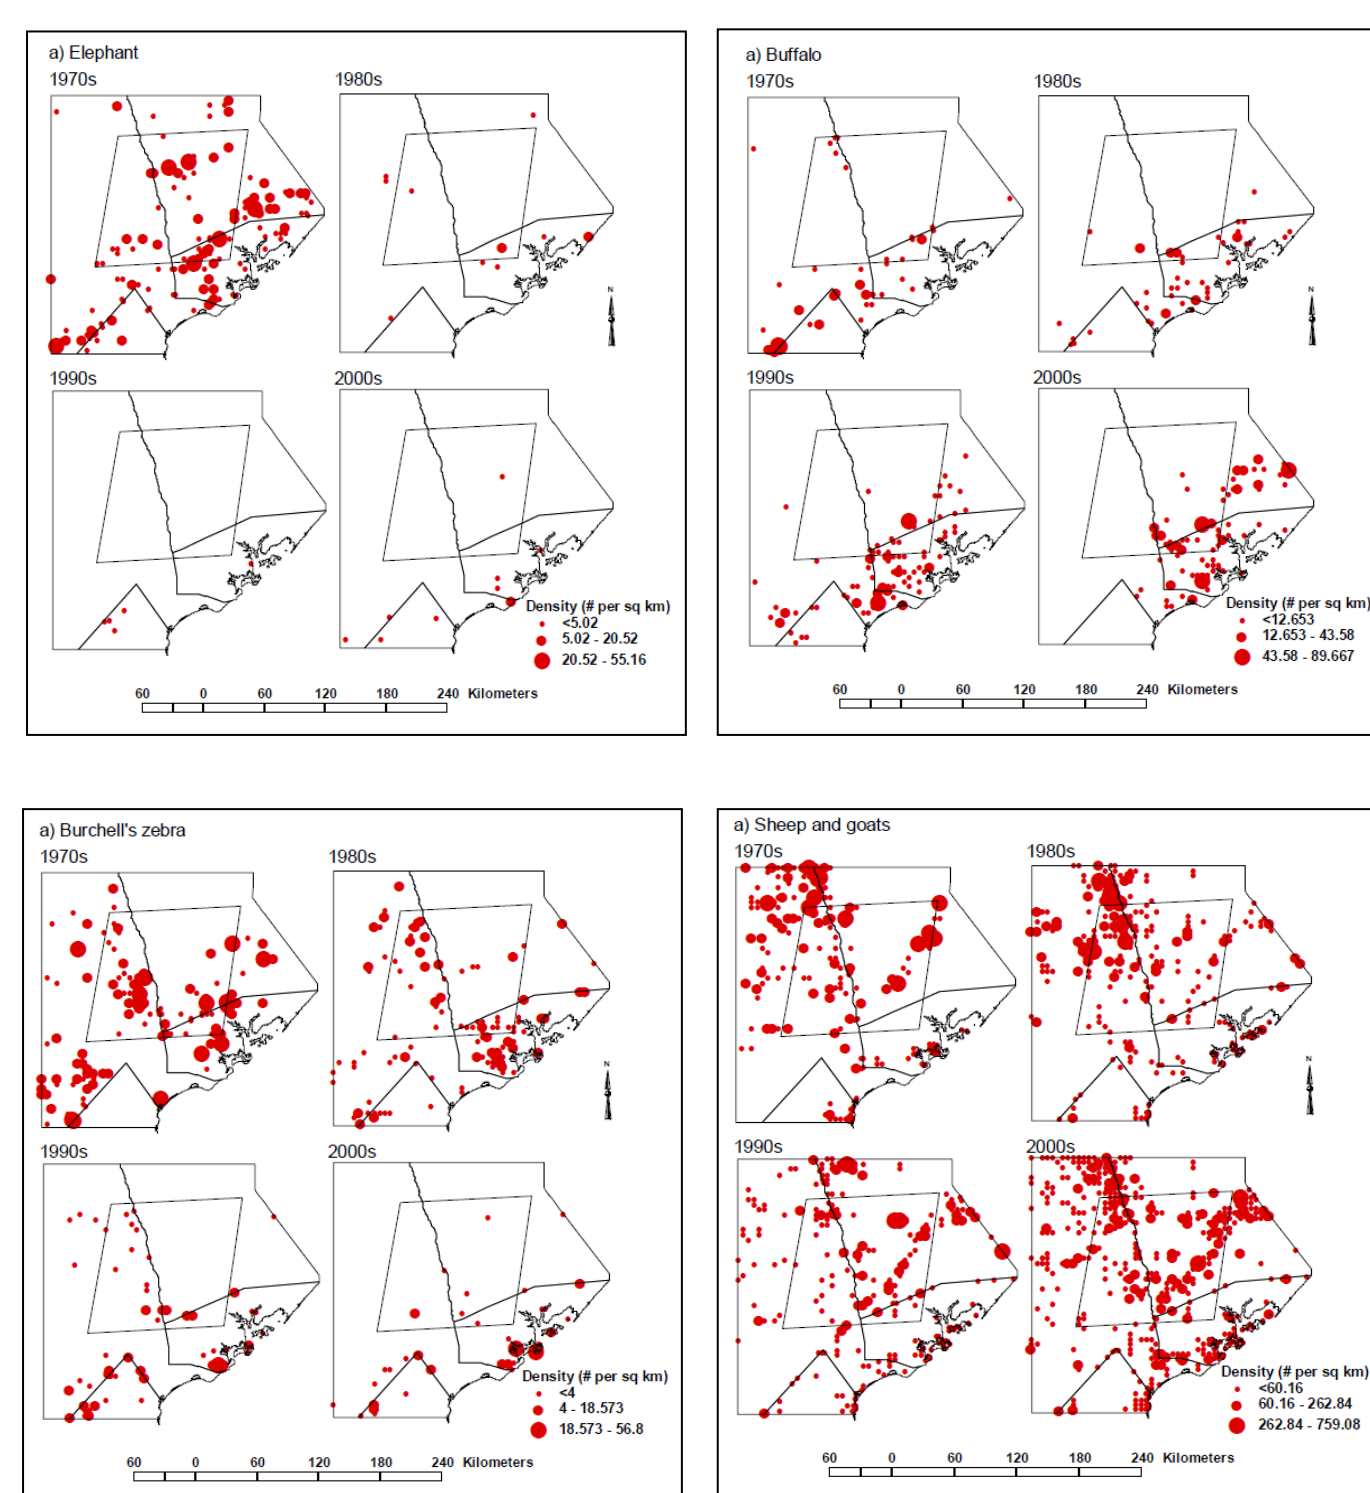 a) Elephant
1970s
1980s
N
1990s
2000s
Density (# per sq km)
<5.02
5.02 - 20.52
20.52 - 55.16
60 0 60 120 180 240 Kilometers
a) Buffalo
1970s
1980s
N
1990s
2000s
Density (# per sq km)
<12.653
12.653 - 43.58
43.58 - 89.667
60 0 60 120 180 240 Kilometers
a) Burchell's zebra
1970s
1980s
N
1990s
2000s
Density (# per sq km)
<4
4 - 18.573
18.573 - 56.8
60 0 60 120 180 240 Kilometers
a) Sheep and goats
1970s
1980s
N
1990s
2000s
Density (# per sq km)
<60.16
60.16 - 262.84
262.84 - 759.08
60 0 60 120 180 240 Kilometers